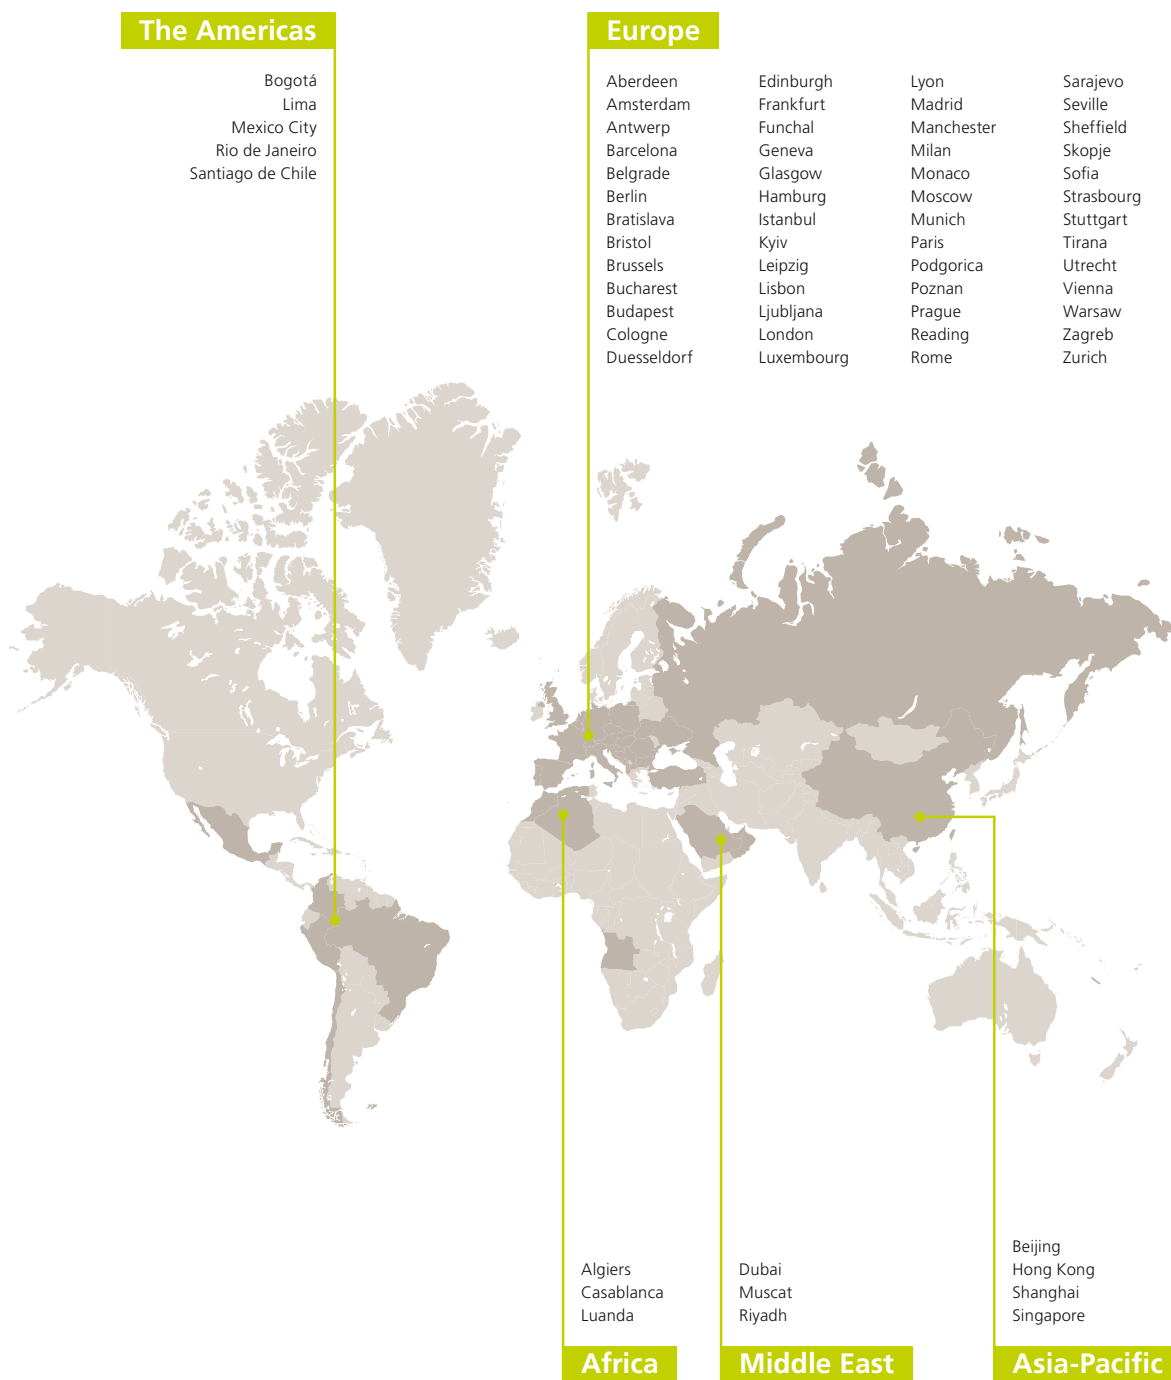 The Americas
Bogotá
Lima
Mexico City
Rio de Janeiro
Santiago de Chile
Europe
Aberdeen
Amsterdam
Antwerp
Barcelona
Belgrade
Berlin
Bratislava
Bristol
Brussels
Bucharest
Budapest
Cologne
Duesseldorf
Edinburgh
Frankfurt
Funchal
Geneva
Glasgow
Hamburg
Istanbul
Kyiv
Leipzig
Lisbon
Ljubljana
London
Luxembourg
Lyon
Madrid
Manchester
Milan
Monaco
Moscow
Munich
Paris
Podgorica
Poznan
Prague
Reading
Rome
Sarajevo
Seville
Sheffield
Skopje
Sofia
Strasbourg
Stuttgart
Tirana
Utrecht
Vienna
Warsaw
Zagreb
Zurich
Algiers
Casablanca
Luanda
Africa
Dubai
Muscat
Riyadh
Middle East
Beijing
Hong Kong
Shanghai
Singapore
Asia-Pacific